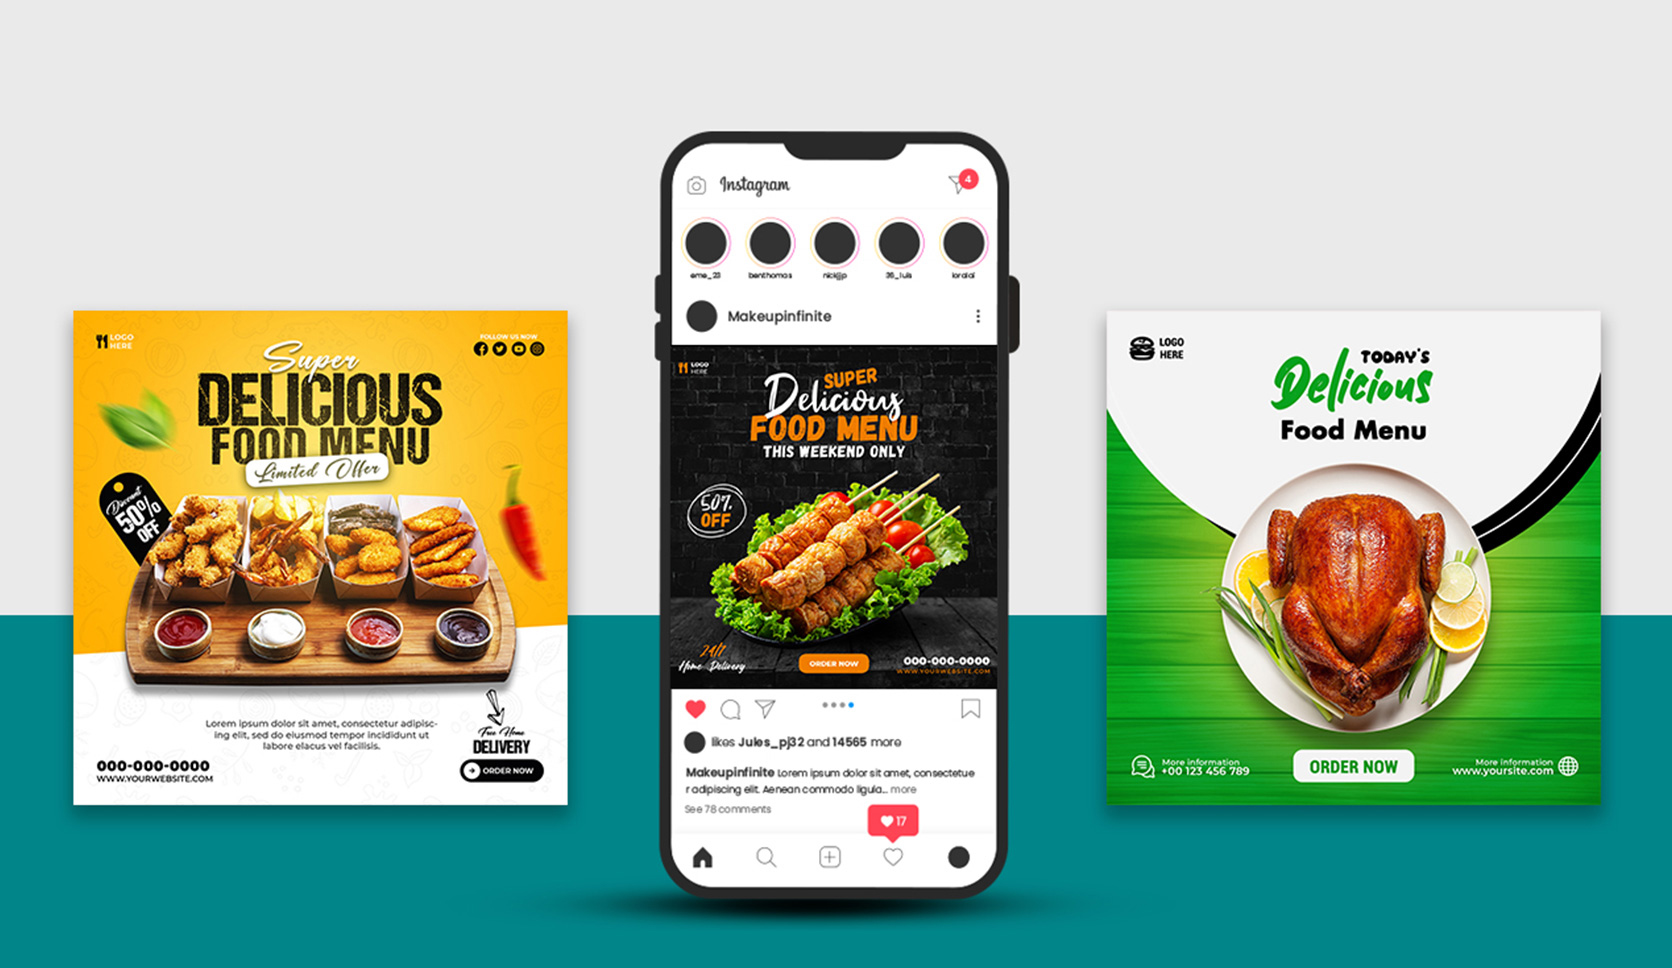 LOGO
HERE
FOLLOW US NOW
Super
DELICIOUS
FOOD MENU
Limited Offer
Discount
50%
OFF
Lorem ipsum dolor sit amet, consectetur adipisc-
ing elit, sed do eiusmod tempor incididunt ut
labore elacus vel facilisis.
000-000-0000
WWW.YOURWEBSITE.COM
Free Home
DELIVERY
ORDER NOW
Instagram
4
eme_23
benthomas
nick@p
36_luis
Makeupinfinite
LOGO
HERE
SUPER
Delicious
FOOD MENU
THIS WEEKEND ONLY
50%
OFF
24/7
Home Delivery
ORDER NOW
000-000-0000
WWW.YOURWEBSITE.COM
likes Jules_pj32 and 14565 more
Makeupinfinite Lorem ipsum dolor sit amet, consectetue
r adipiscing elit. Aenean commodo ligula... more
See 78 comments
17
LOGO
HERE
TODAY'S
Delicious
Food Menu
More information
+00 123 456 789
ORDER NOW
More information
www.yoursite.com